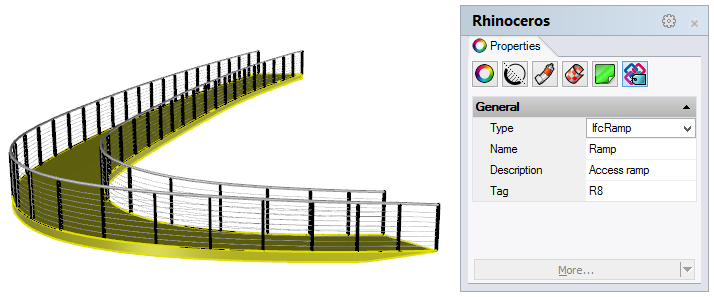 Rhinoceros
Properties
General
Type IfcRamp
Name Ramp
Description Access ramp
Tag R8
More...